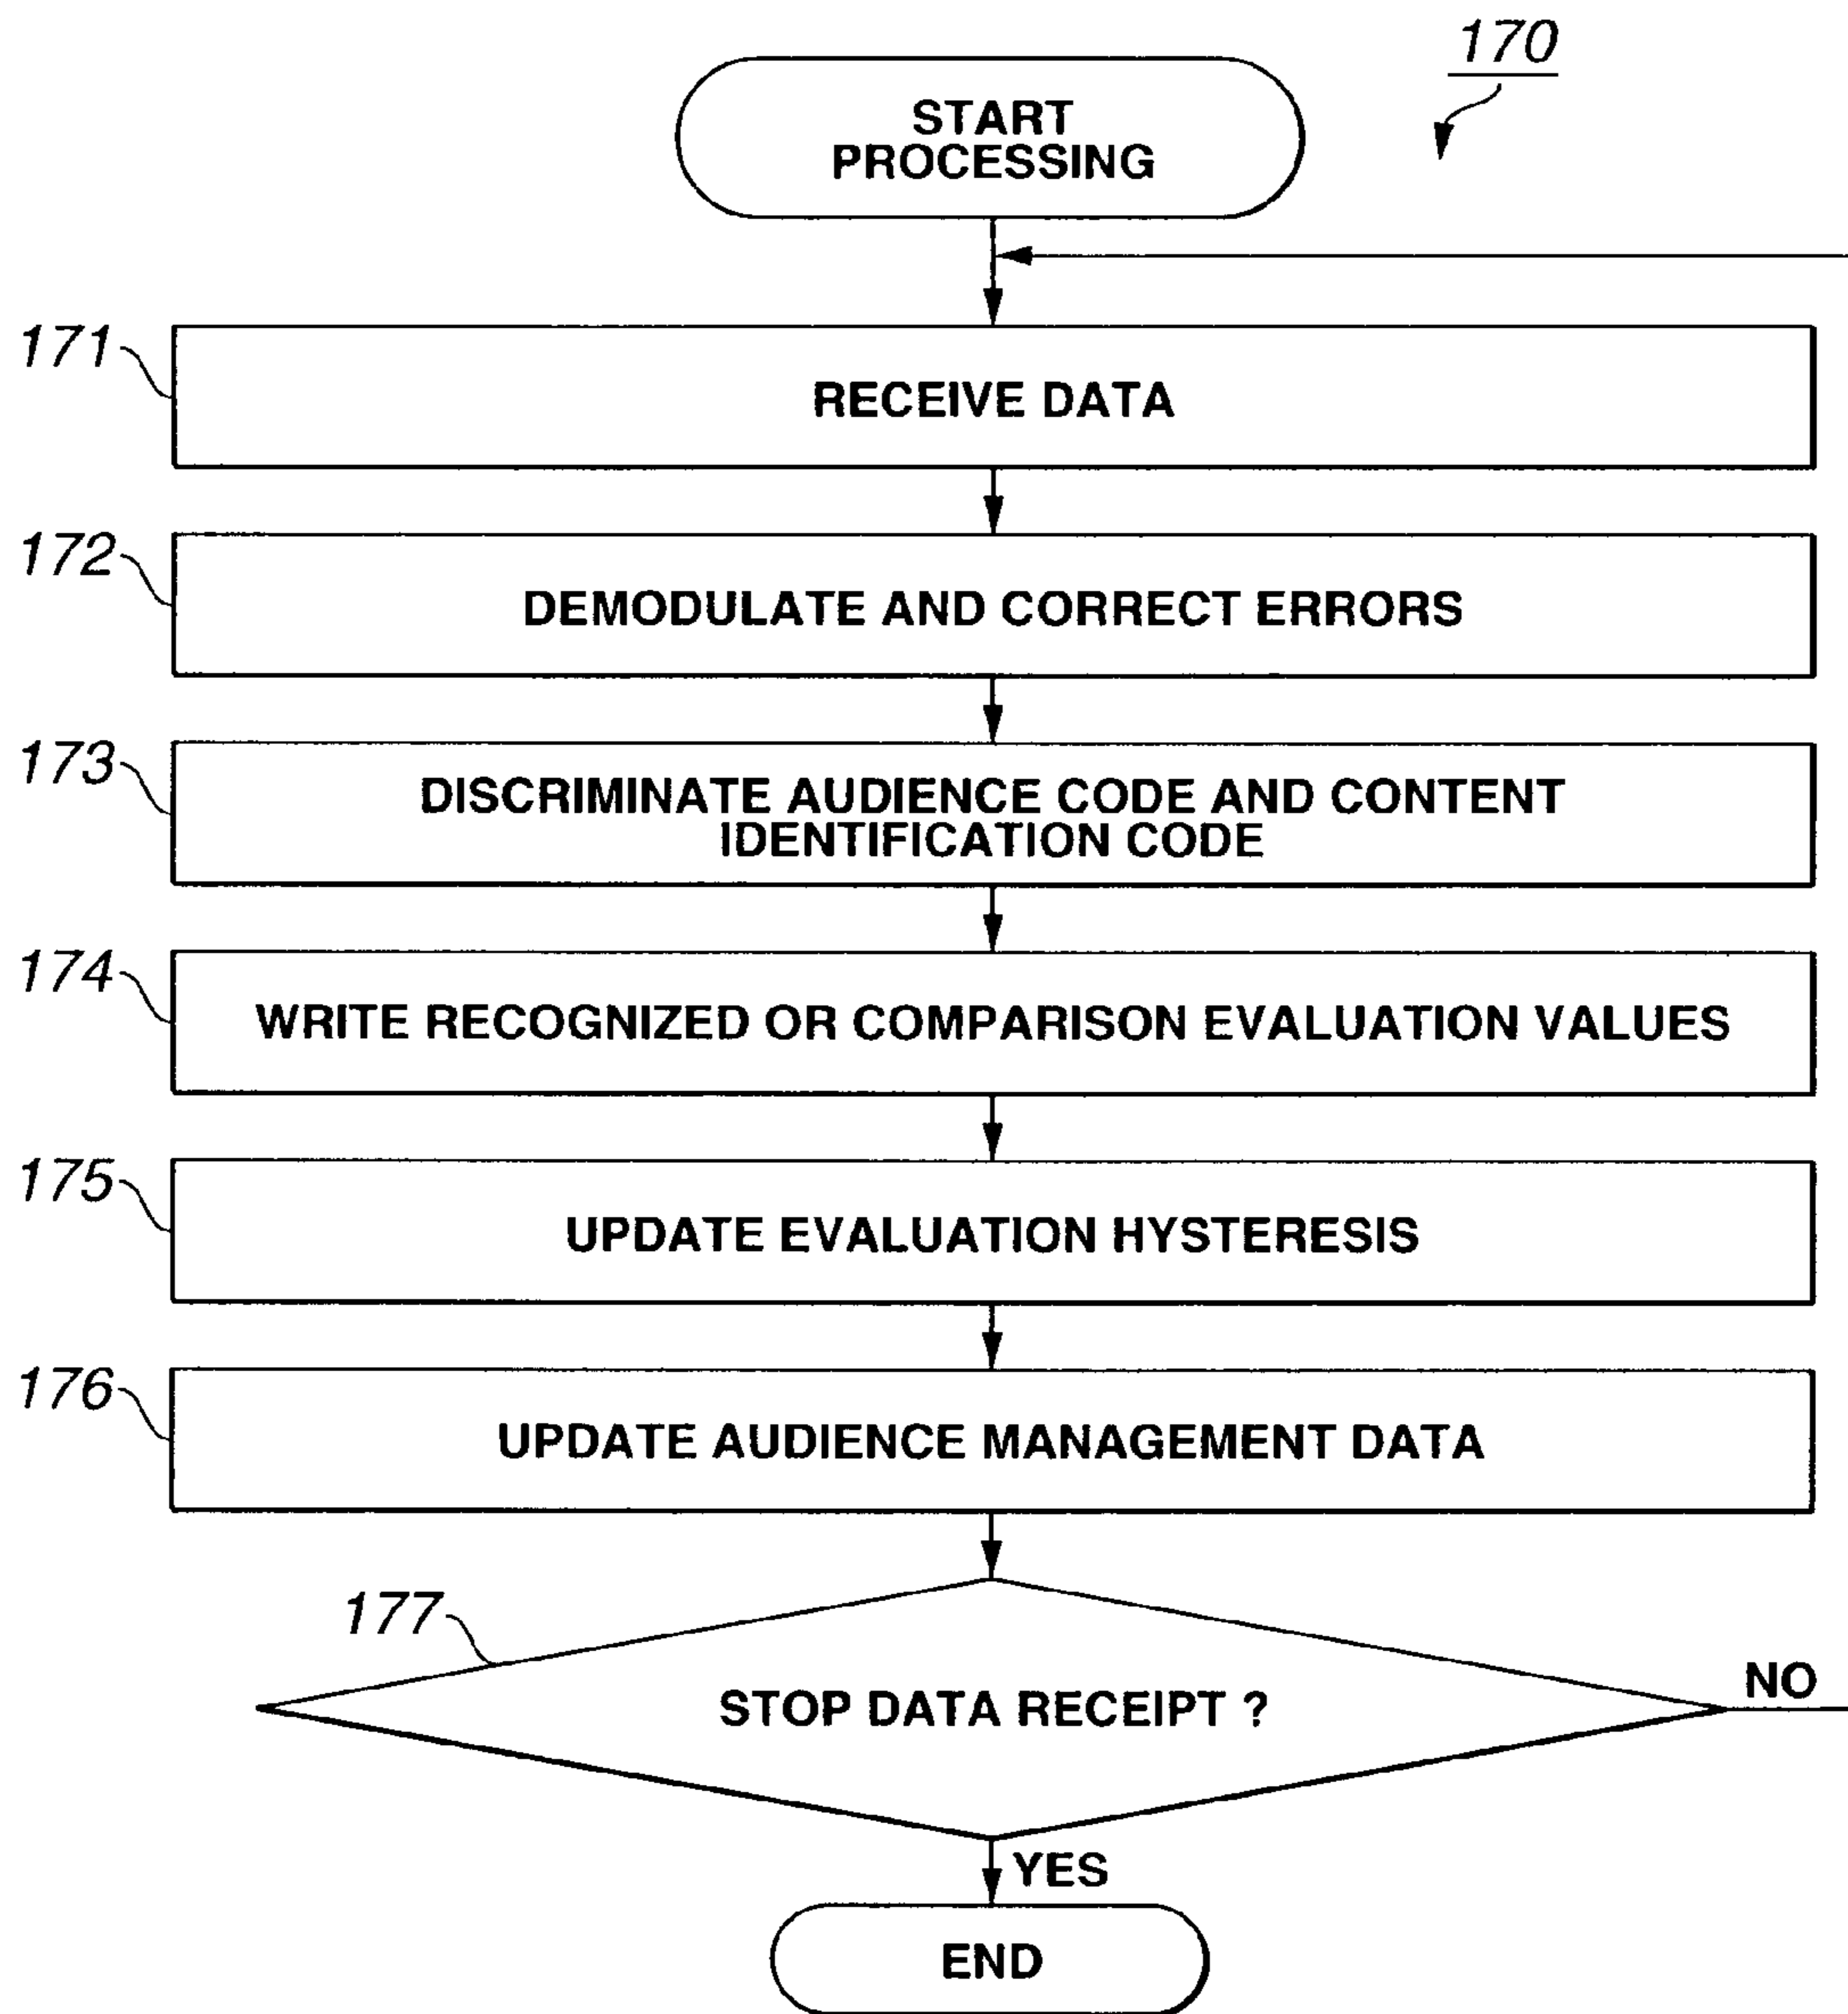 170
START
PROCESSING
171
RECEIVE DATA
172
DEMODULATE AND CORRECT ERRORS
173
DISCRIMINATE AUDIENCE CODE AND CONTENT
IDENTIFICATION CODE
174
WRITE RECOGNIZED OR COMPARISON EVALUATION VALUES
175
UPDATE EVALUATION HYSTERESIS
176
UPDATE AUDIENCE MANAGEMENT DATA
177
STOP DATA RECEIPT ?
NO
YES
END